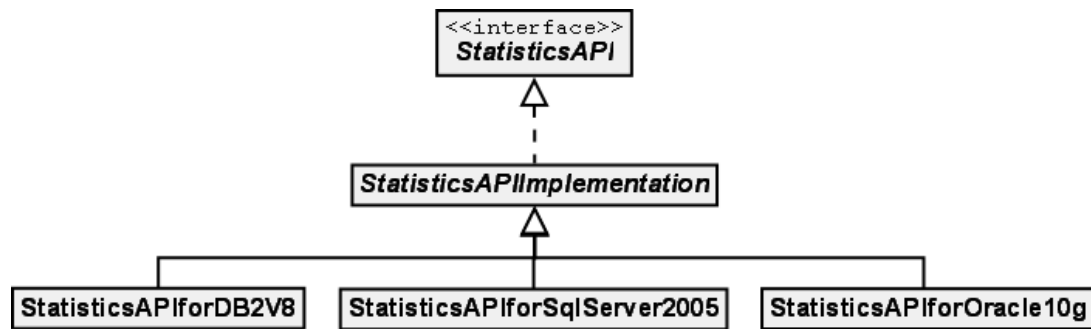 <<interface>>
StatisticsAPI
StatisticsAPIImplementation
StatisticsAPIforDB2V8
StatisticsAPIforSqlServer2005
StatisticsAPIforOracle10g